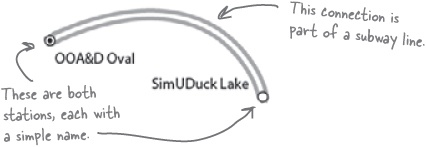 This connection is
part of a subway line.
OOA&D Oval
SimUDuck Lake
These are both
stations, each with
a simple name.